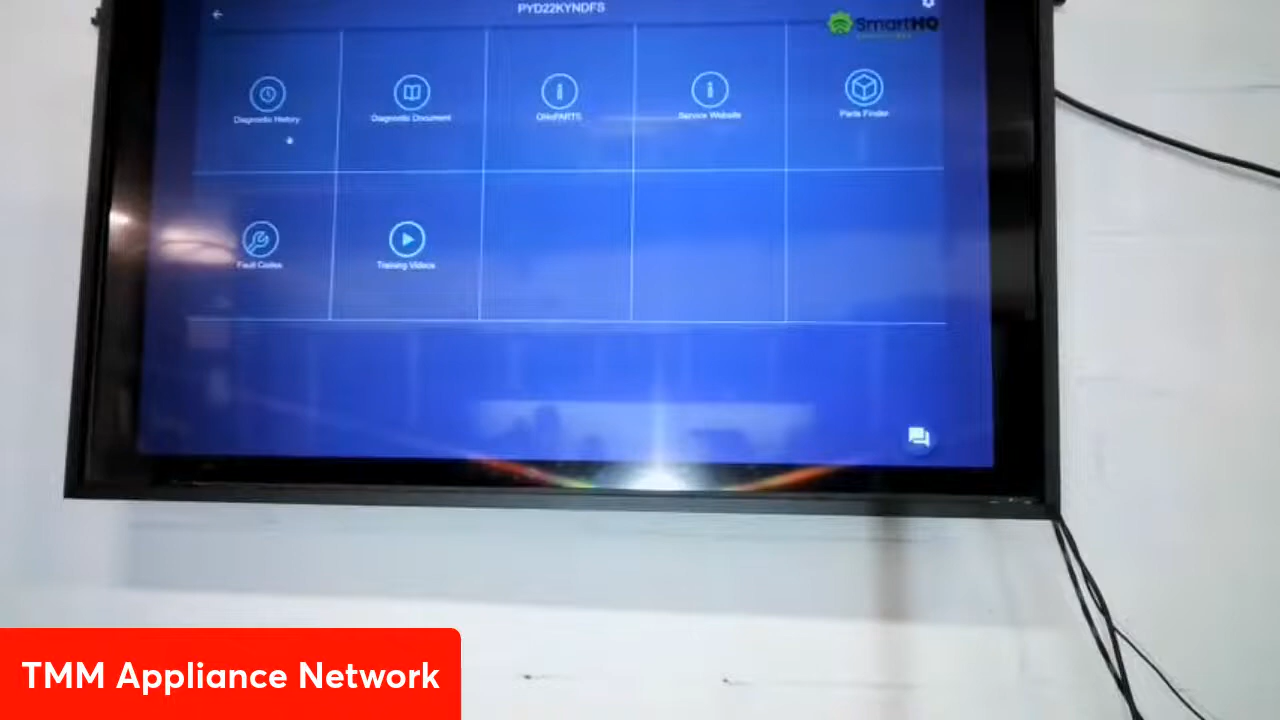 PYD22KYNDFS
SmartHQ
Diagnostic History
Diagnostic Document
OnePARTS
Service Website
Parts Finder
Fault Codes
Training Videos
TMM Appliance Network